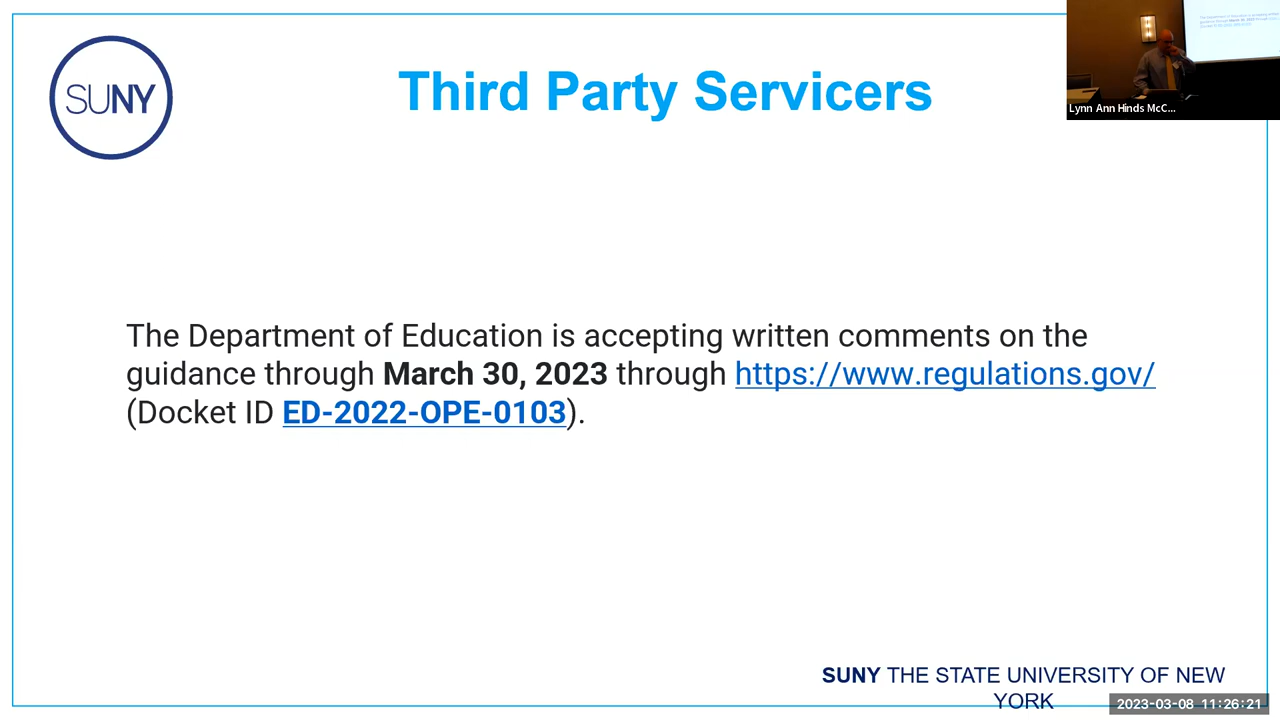 SUNY
Third Party Servicers
Lynn Ann Hinds McC...
The Department of Education is accepting written comments on the
guidance through March 30, 2023 through https://www.regulations.gov/
(Docket ID ED-2022-OPE-0103).
SUNY THE STATE UNIVERSITY OF NEW
YORK
2023-03-08 11:26:21